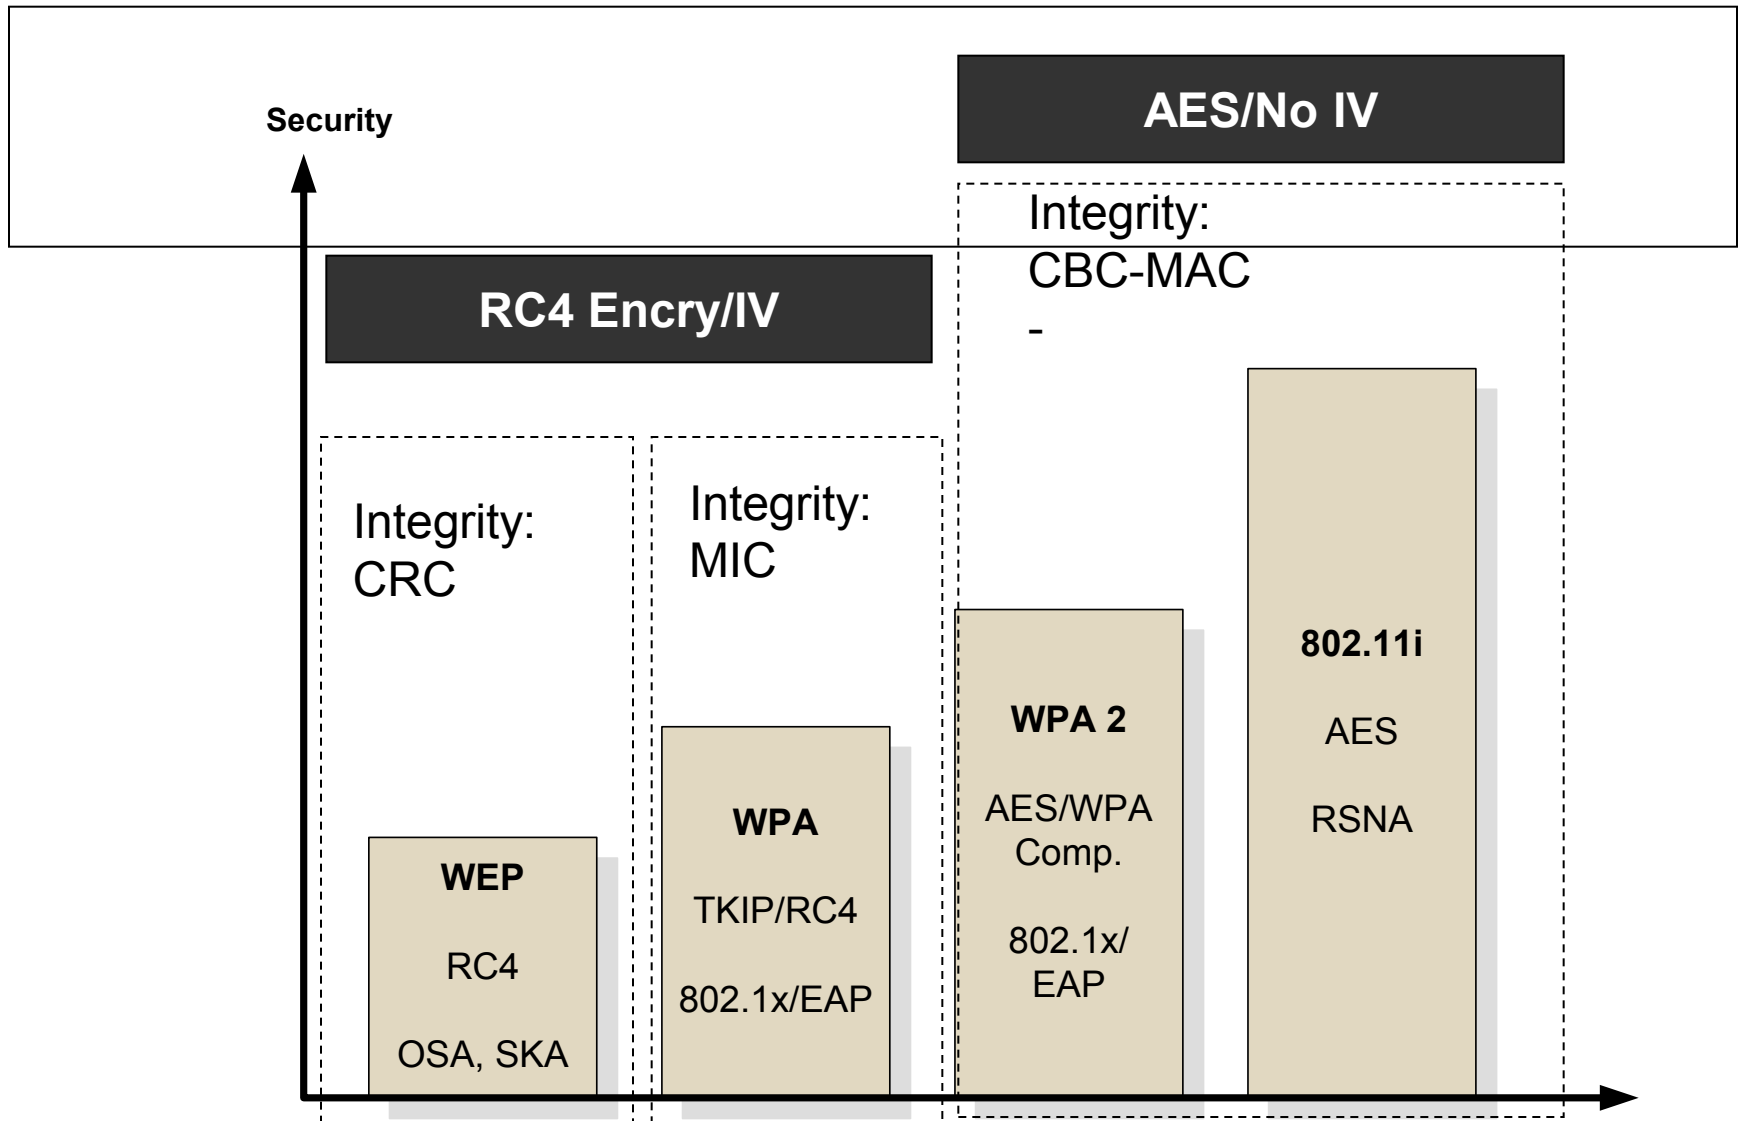 Security
AES/No IV
RC4 Encry/IV
Integrity:
CBC-MAC
-
Integrity:
CRC
Integrity:
MIC
WEP
RC4
OSA, SKA
WPA
TKIP/RC4
802.1x/EAP
WPA 2
AES/WPA
Comp.
802.1x/
EAP
802.11i
AES
RSNA